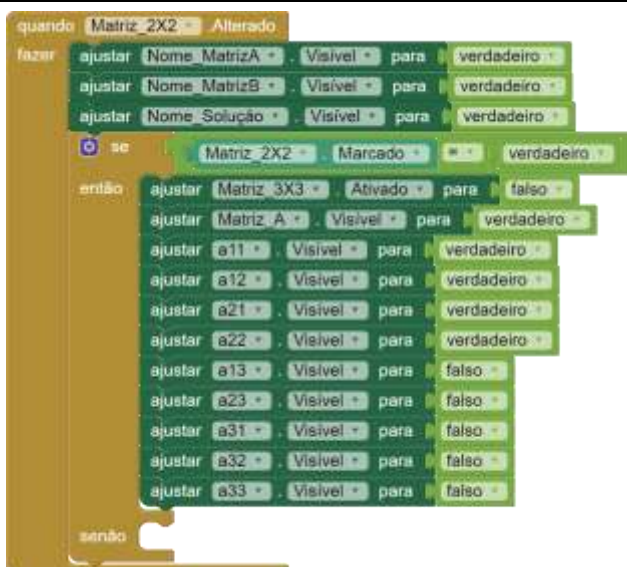 quando Matriz_2X2 .Alterado
fazer ajustar Nome_MatrizA . Visível para verdadeiro
ajustar Nome_MatrizB . Visível para verdadeiro
ajustar Nome_Solução . Visível para verdadeiro
se Matriz_2X2 . Marcado = verdadeiro
então ajustar Matriz_3X3 . Ativado para falso
ajustar Matriz_A . Visível para verdadeiro
ajustar a11 . Visível para verdadeiro
ajustar a12 . Visível para verdadeiro
ajustar a21 . Visível para verdadeiro
ajustar a22 . Visível para verdadeiro
ajustar a13 . Visível para falso
ajustar a23 . Visível para falso
ajustar a31 . Visível para falso
ajustar a32 . Visível para falso
ajustar a33 . Visível para falso
senão